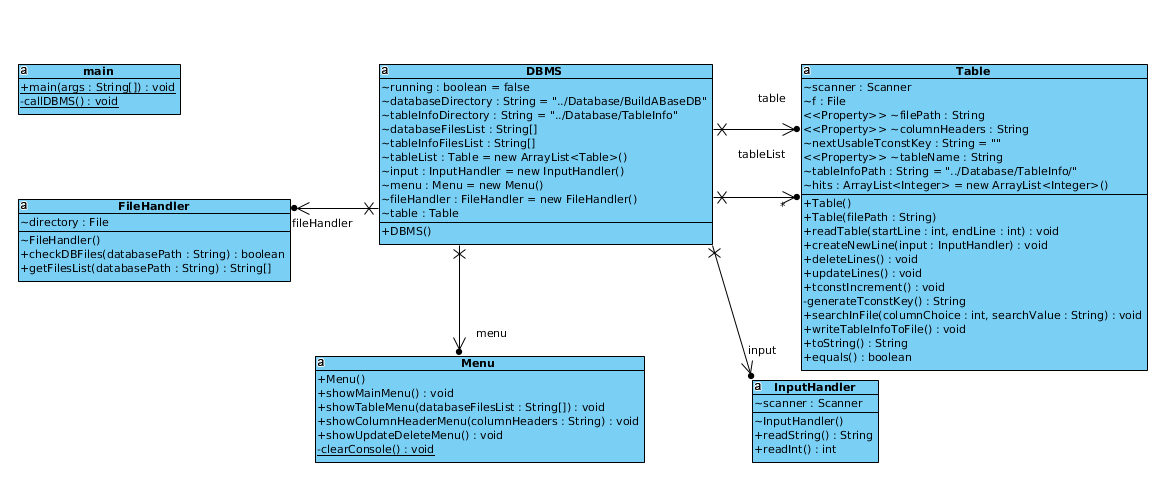 a main
+main(args : String[]) : void
-callDBMS() : void
a DBMS
~running : boolean = false
~databaseDirectory : String = "../Database/BuildABaseDB"
~tableInfoDirectory : String = "../Database/TableInfo"
~databaseFilesList : String[]
~tableInfoFilesList : String[]
~tableList : Table = new ArrayList<Table>()
~input : InputHandler = new InputHandler()
~menu : Menu = new Menu()
~fileHandler : FileHandler = new FileHandler()
~table : Table
+DBMS()
table
tableList
*
a Table
~scanner : Scanner
~f : File
<<Property>> ~filePath : String
<<Property>> ~columnHeaders : String
~nextUsableTconstKey : String = ""
<<Property>> ~tableName : String
~tableInfoPath : String = "../Database/TableInfo/"
~hits : ArrayList<Integer> = new ArrayList<Integer>()
+Table()
+Table(filePath : String)
+readTable(startLine : int, endLine : int) : void
+createNewLine(input : InputHandler) : void
+deleteLines() : void
+updateLines() : void
+tconstIncrement() : void
-generateTconstKey() : String
+searchInFile(columnChoice : int, searchValue : String) : void
+writeTableInfoToFile() : void
+toString() : String
+equals() : boolean
a FileHandler
~directory : File
~FileHandler()
+checkDBFiles(databasePath : String) : boolean
+getFilesList(databasePath : String) : String[]
fileHandler
menu
input
a Menu
+Menu()
+showMainMenu() : void
+showTableMenu(databaseFilesList : String[]) : void
+showColumnHeaderMenu(columnHeaders : String) : void
+showUpdateDeleteMenu() : void
-clearConsole() : void
a InputHandler
~scanner : Scanner
~InputHandler()
+readString() : String
+readInt() : int